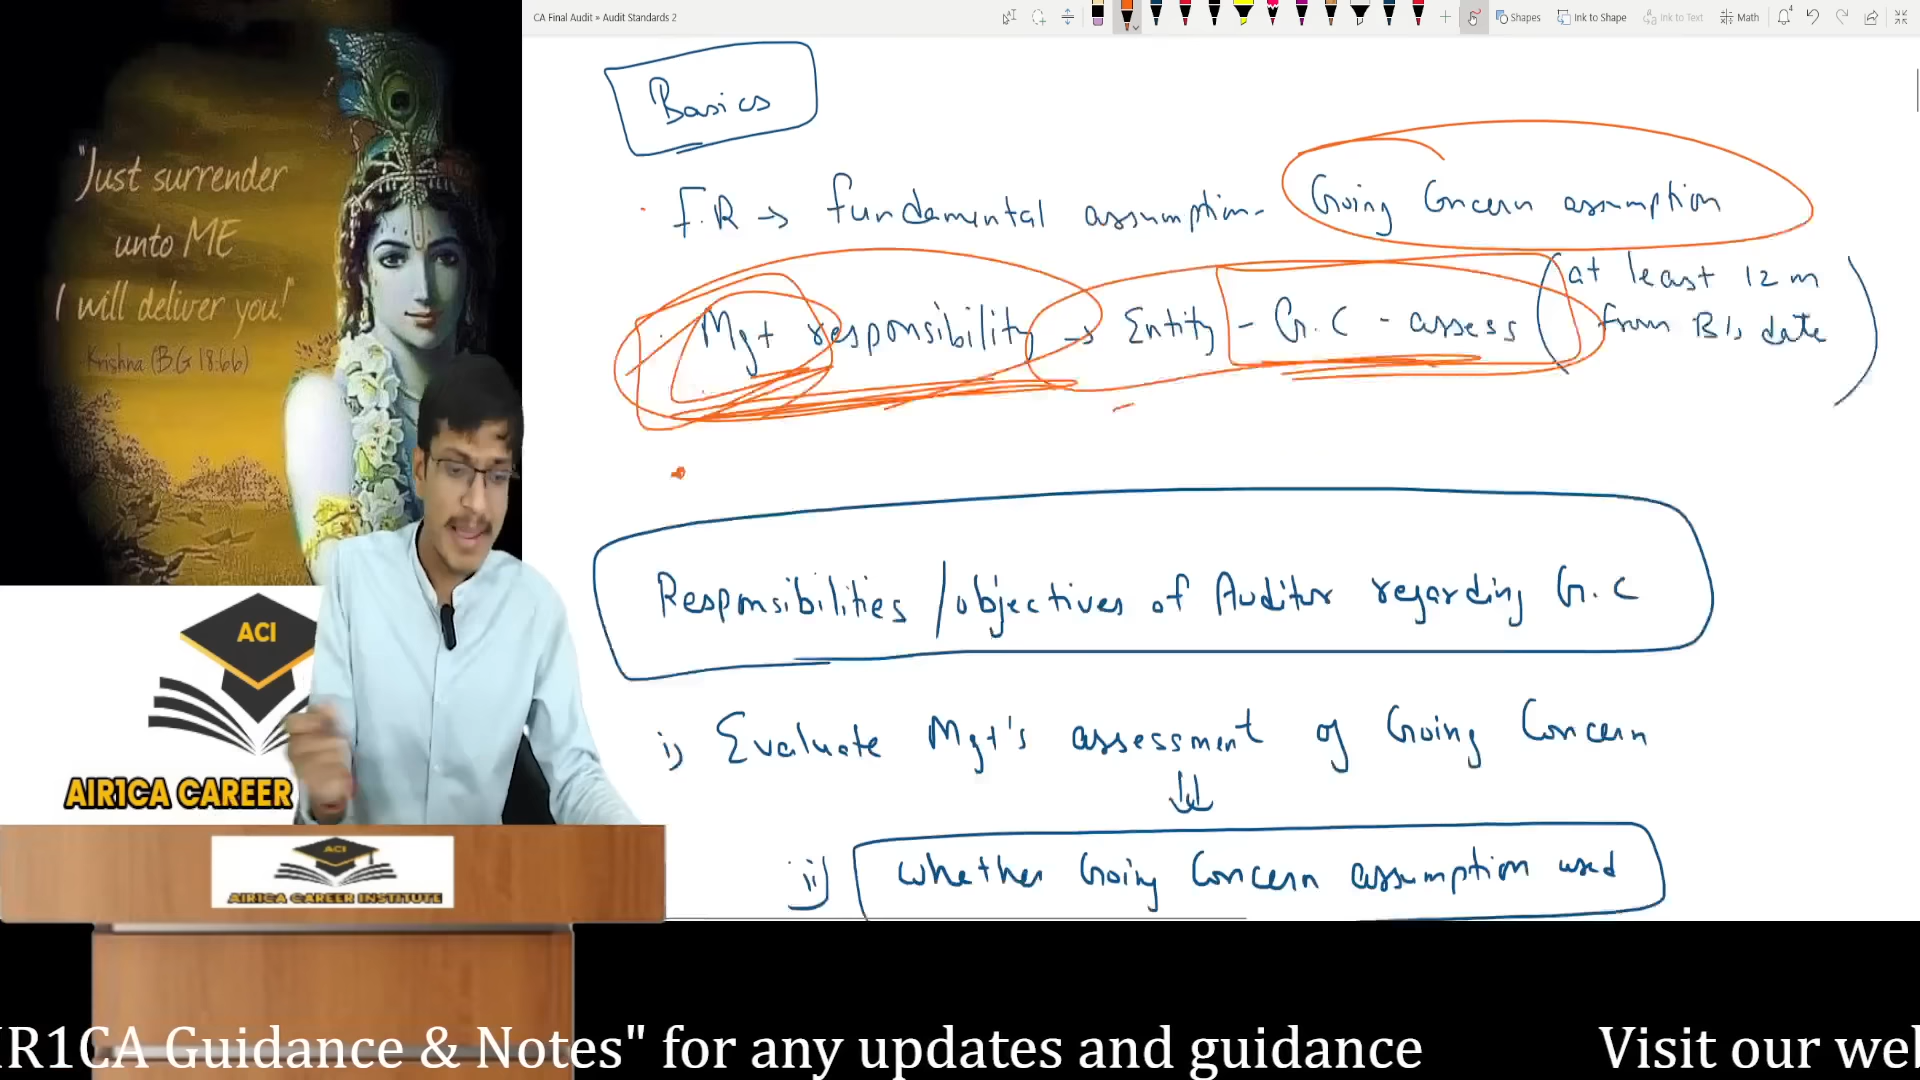 CA Final Audit » Audit Standards 2
Shapes
Ink to Shape
Ink to Text
Math
"Just surrender
unto ME
I will deliver you!"
-Krishna (B.G 18:66)
Basics
F.R → fundamental assumption - Going Concern assumption
Mgt responsibility → Entity - G.C - assess (at least 12 m
from B/s date)
Responsibilities / objectives of Auditor regarding G.C
i) Evaluate Mgt's assessment of Going Concern
ii) Whether Going Concern assumption used
ACI
AIR1CA CAREER
ACI
AIR1CA CAREER INSTITUTE
IR1CA Guidance & Notes" for any updates and guidance
Visit our wel